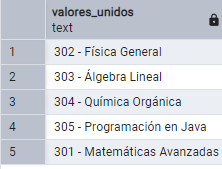 valores_unidos
text
1 302 - Física General
2 303 - Álgebra Lineal
3 304 - Química Orgánica
4 305 - Programación en Java
5 301 - Matemáticas Avanzadas